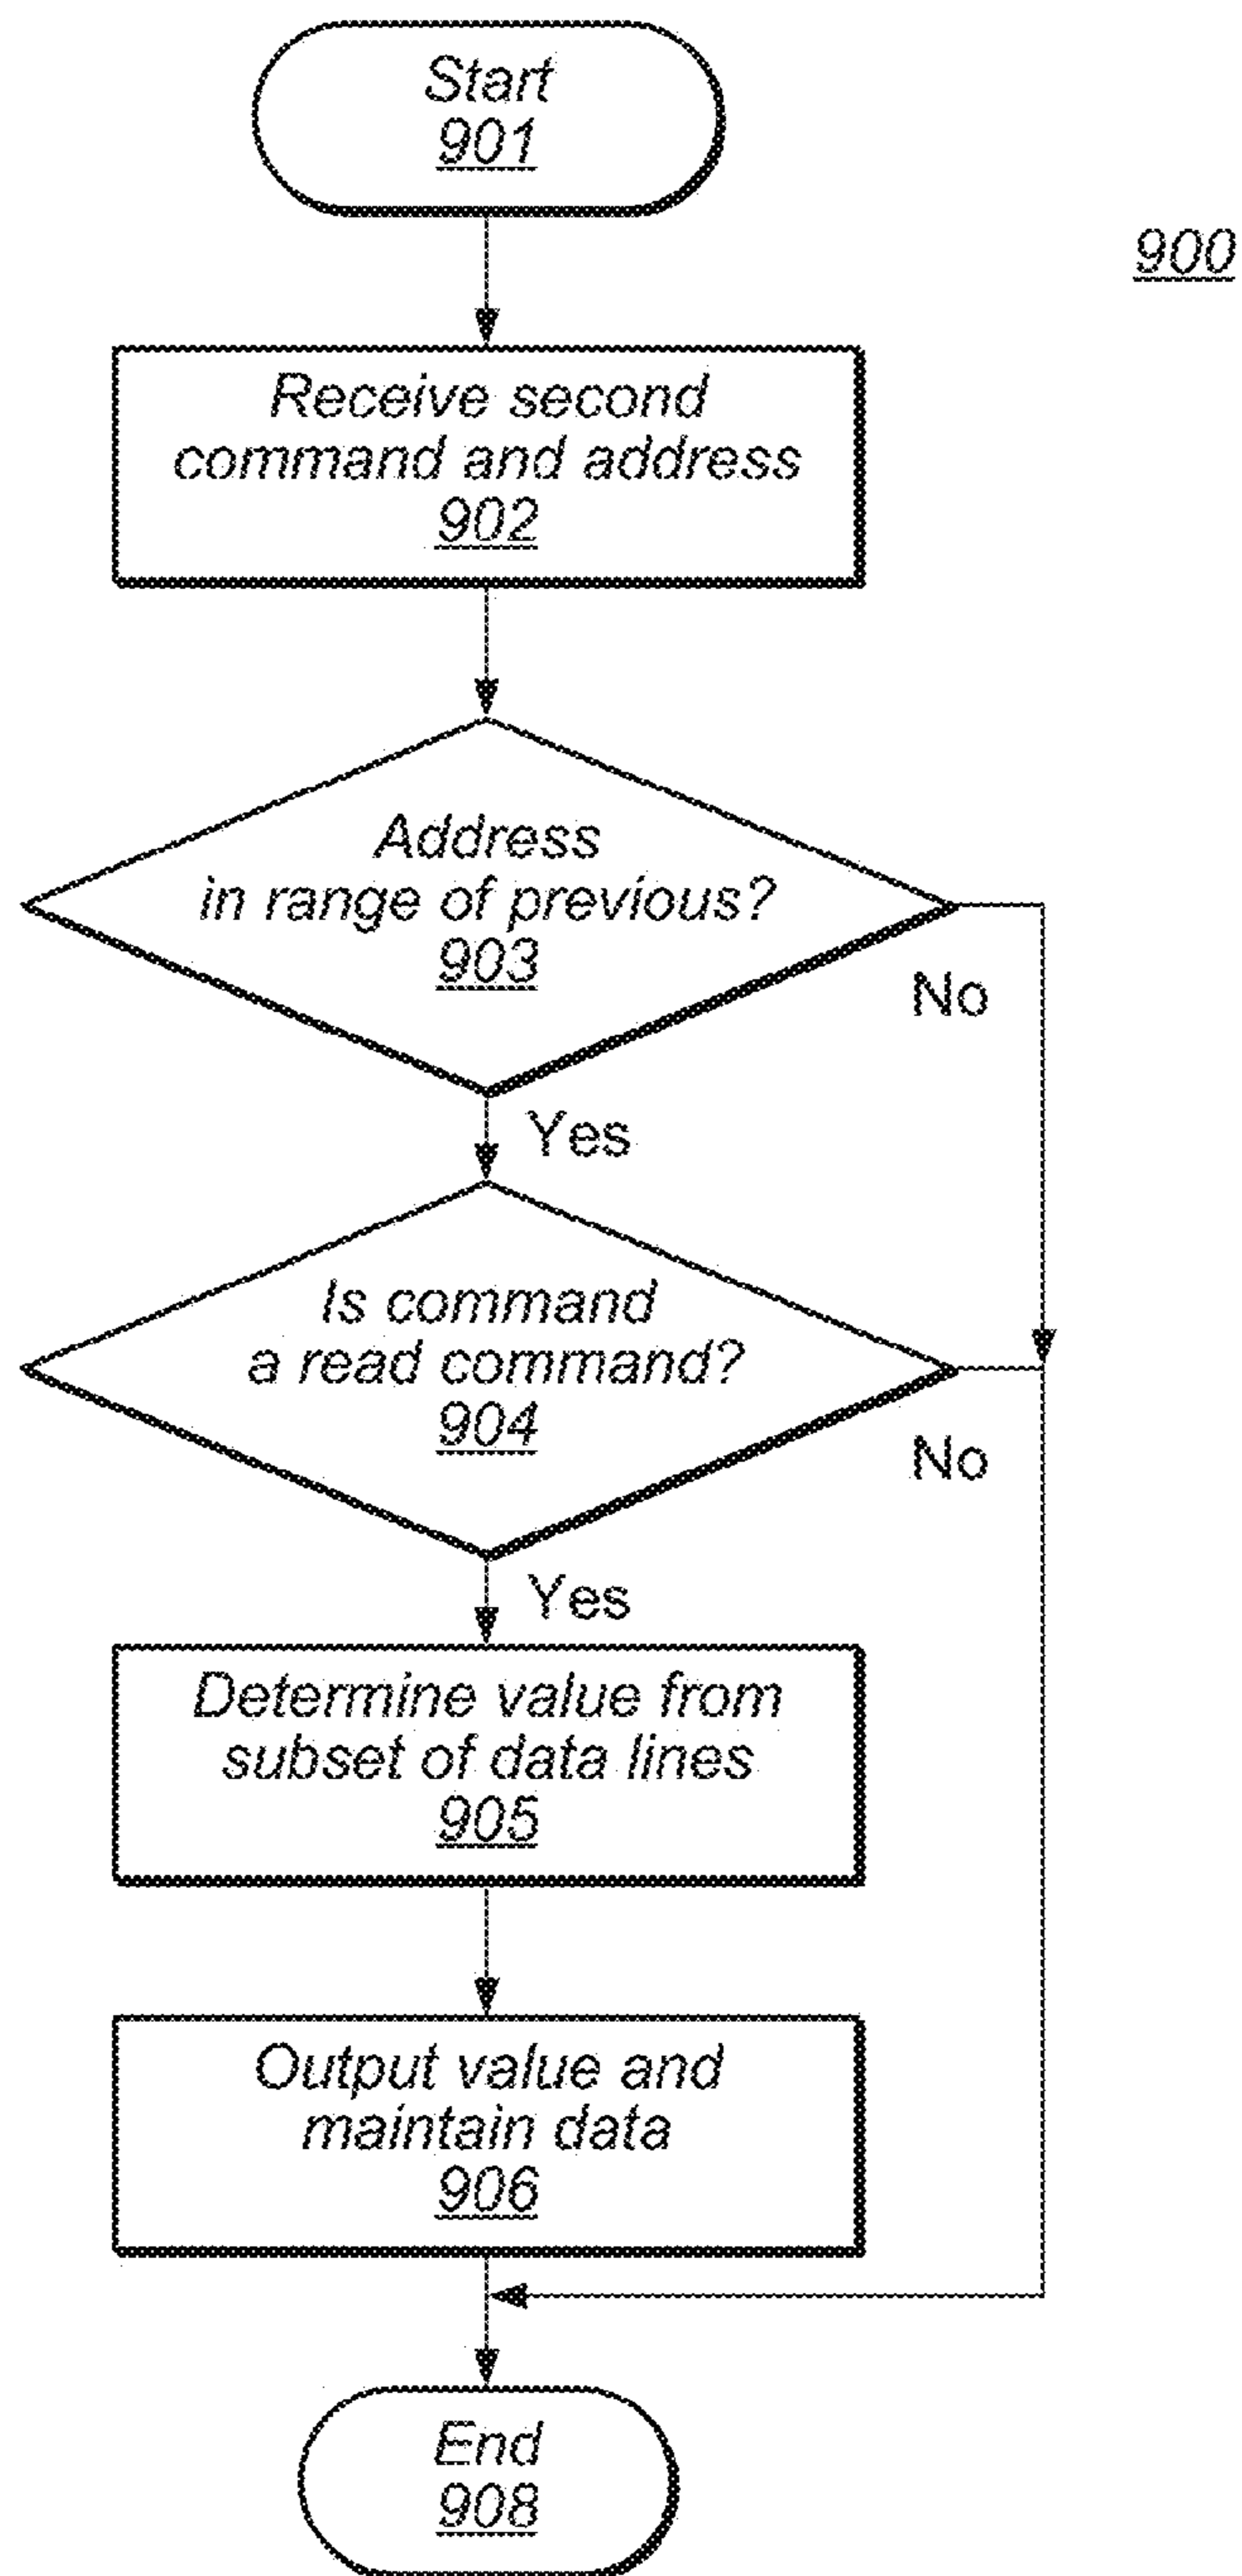 Start
901
900
Receive second
command and address
902
Address
in range of previous?
903
No
Yes
Is command
a read command?
904
No
Yes
Determine value from
subset of data lines
905
Output value and
maintain data
906
End
908